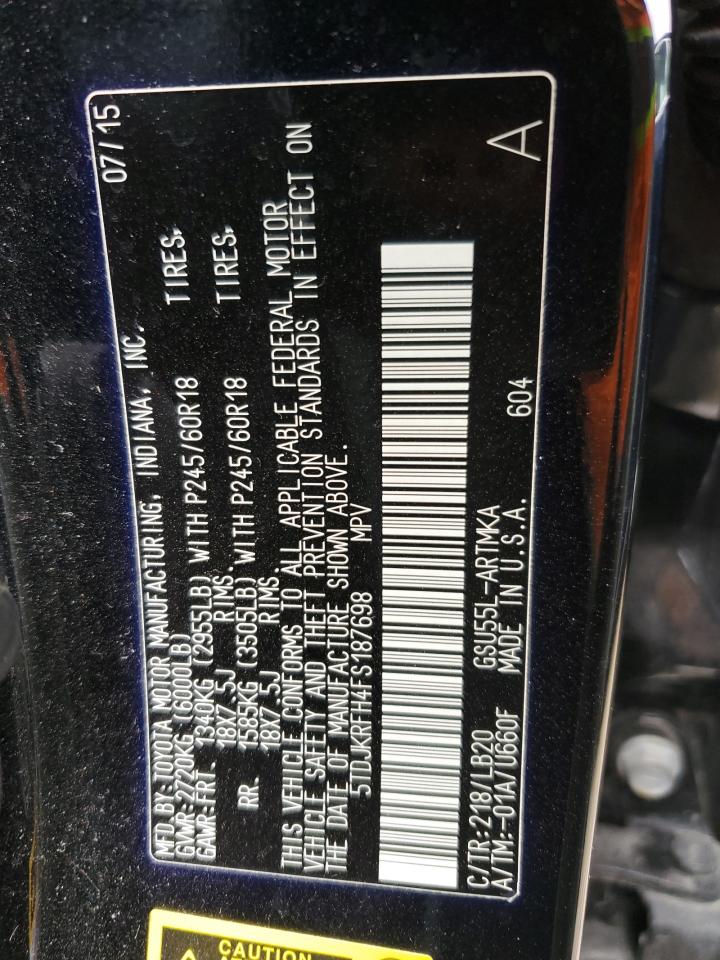 MFD.BY:TOYOTA MOTOR MANUFACTURING, INDIANA, INC. 07/15
GVWR:2720KG (6000LB)
GAWR:FRT- 1340KG (2955LB) WITH P245/60R18 TIRES,
18X7.5J RIMS.
RR. 1585KG (3505LB) WITH P245/60R18 TIRES,
18X7.5J RIMS.
THIS VEHICLE CONFORMS TO ALL APPLICABLE FEDERAL MOTOR
VEHICLE SAFETY AND THEFT PREVENTION STANDARDS IN EFFECT ON
THE DATE OF MANUFACTURE SHOWN ABOVE.
5TDJKRFH4FS187698 MPV
C/TR:218/LB20 GSU55L-ARTMKA
A/TM:-01A/U660F MADE IN U.S.A. 604 A
CAUTION